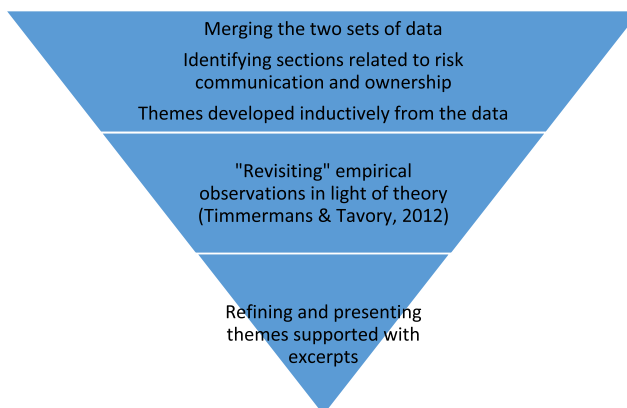 Merging the two sets of data
Identifying sections related to risk
communication and ownership
Themes developed inductively from the data
"Revisiting" empirical
observations in light of theory
(Timmermans & Tavory, 2012)
Refining and presenting
themes supported with
excerpts